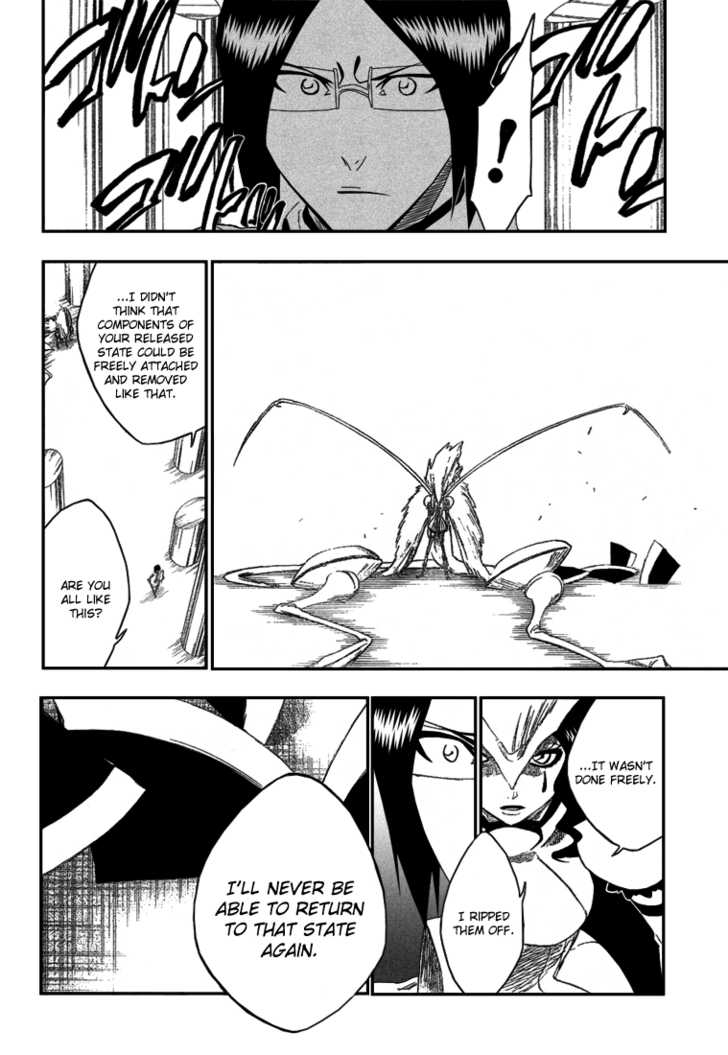 !
...I DIDN'T
THINK THAT
COMPONENTS OF
YOUR RELEASED
STATE COULD BE
FREELY ATTACHED
AND REMOVED
LIKE THAT.
ARE YOU
ALL LIKE
THIS?
...IT WASN'T
DONE FREELY.
I RIPPED
THEM OFF.
I'LL NEVER BE
ABLE TO RETURN
TO THAT STATE
AGAIN.